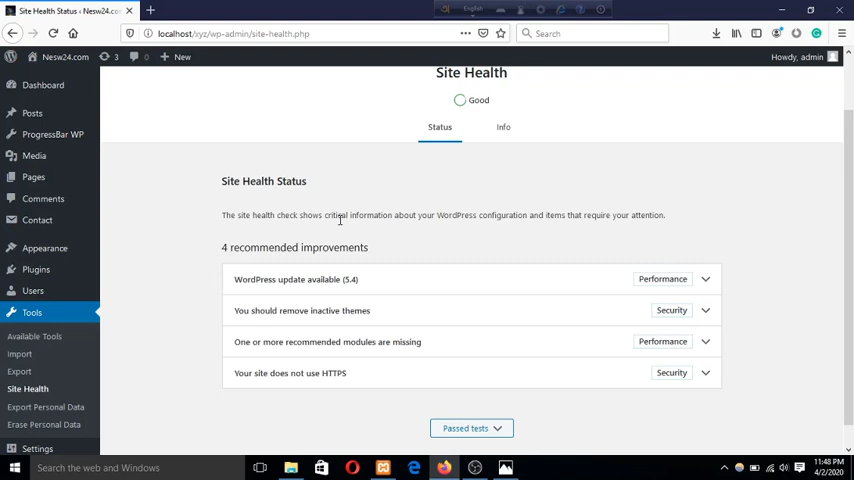 Site Health Status ‹ Nesw24.co
English
localhost/xyz/wp-admin/site-health.php
Search
Nesw24.com
3
0
New
Howdy, admin
Dashboard
Posts
ProgressBar WP
Media
Pages
Comments
Contact
Appearance
Plugins
Users
Tools
Available Tools
Import
Export
Site Health
Export Personal Data
Erase Personal Data
Settings
Site Health
Good
Status
Info
Site Health Status
The site health check shows critical information about your WordPress configuration and items that require your attention.
4 recommended improvements
WordPress update available (5.4)
Performance
You should remove inactive themes
Security
One or more recommended modules are missing
Performance
Your site does not use HTTPS
Security
Passed tests
Search the web and Windows
11:48 PM
4/2/2020